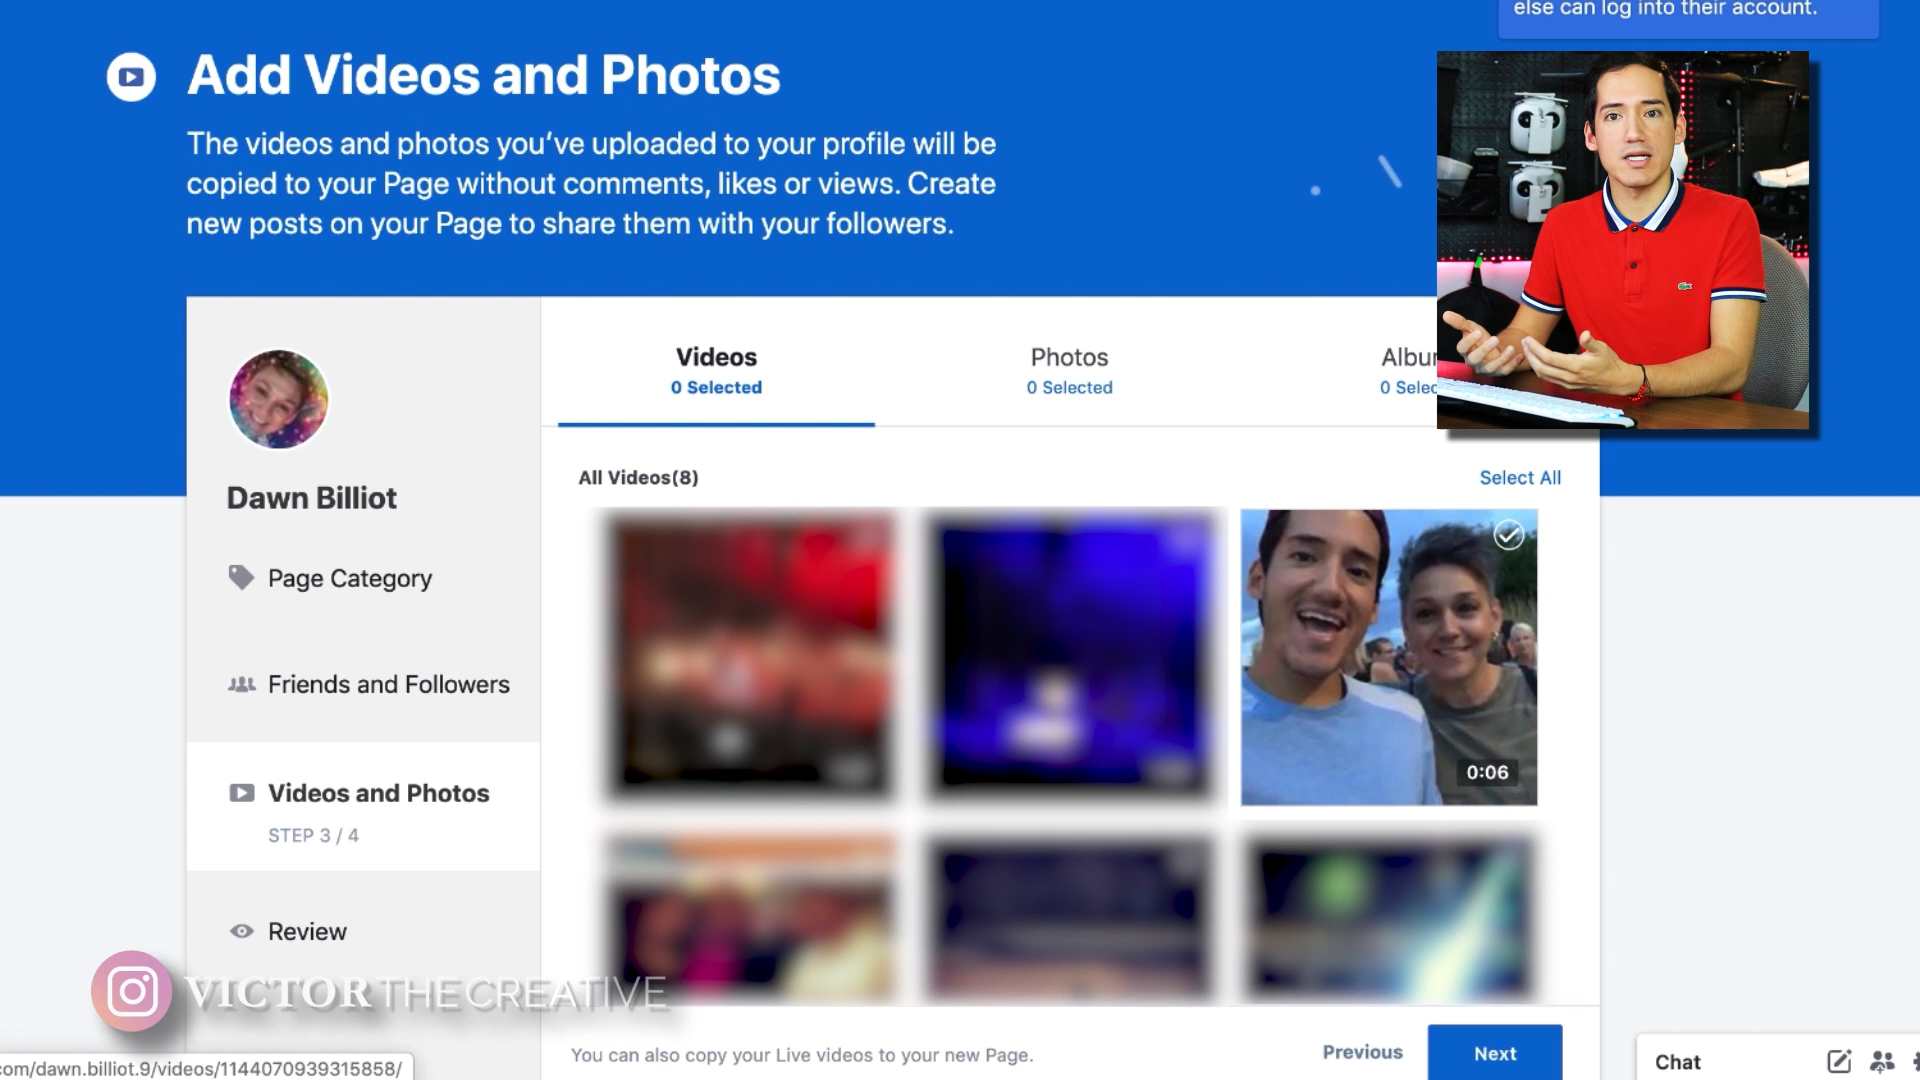 else can log into their account.
Add Videos and Photos
The videos and photos you’ve uploaded to your profile will be
copied to your Page without comments, likes or views. Create
new posts on your Page to share them with your followers.
Videos
0 Selected
Photos
0 Selected
Dawn Billiot
Page Category
Friends and Followers
Videos and Photos
STEP 3 / 4
Review
All Videos(8)
Select All
0:06
VICTORTHECREATIVE
You can also copy your Live videos to your new Page.
Previous
Next
com/dawn.billiot.9/videos/1144070939315858/
Chat